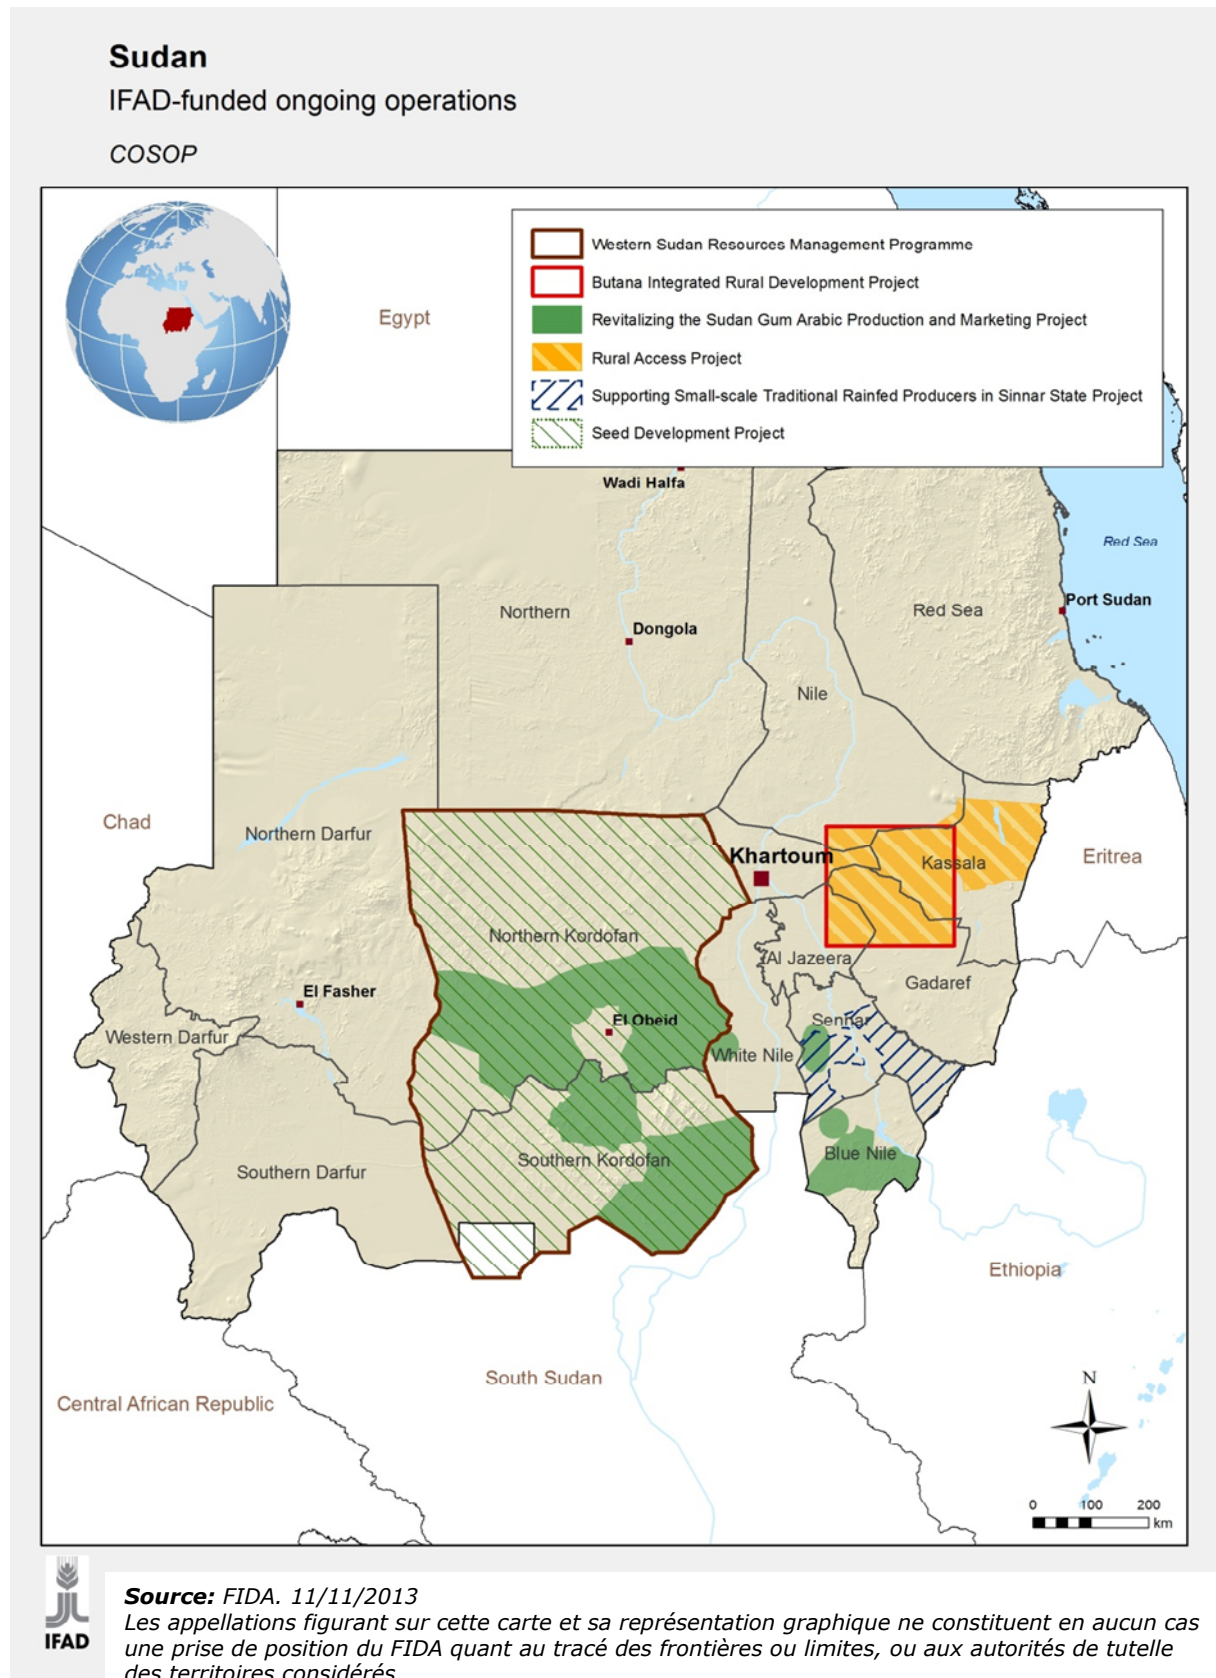 Sudan
IFAD-funded ongoing operations
COSOP
Western Sudan Resources Management Programme
Butana Integrated Rural Development Project
Revitalizing the Sudan Gum Arabic Production and Marketing Project
Rural Access Project
Supporting Small-scale Traditional Rainfed Producers in Sinnar State Project
Seed Development Project
Egypt
Wadi Halfa
Red Sea
Port Sudan
Northern
Red Sea
Dongola
Nile
Chad
Northern Darfur
Khartoum
Kassala
Eritrea
Northern Kordofan
Al Jazeera
Gadaref
El Fasher
El Obeid
Sennar
Western Darfur
White Nile
Southern Darfur
Southern Kordofan
Blue Nile
Ethiopia
South Sudan
Central African Republic
N
0 100 200
km
IFAD
Source: FIDA. 11/11/2013
Les appellations figurant sur cette carte et sa représentation graphique ne constituent en aucun cas
une prise de position du FIDA quant au tracé des frontières ou limites, ou aux autorités de tutelle
des territoires considérés